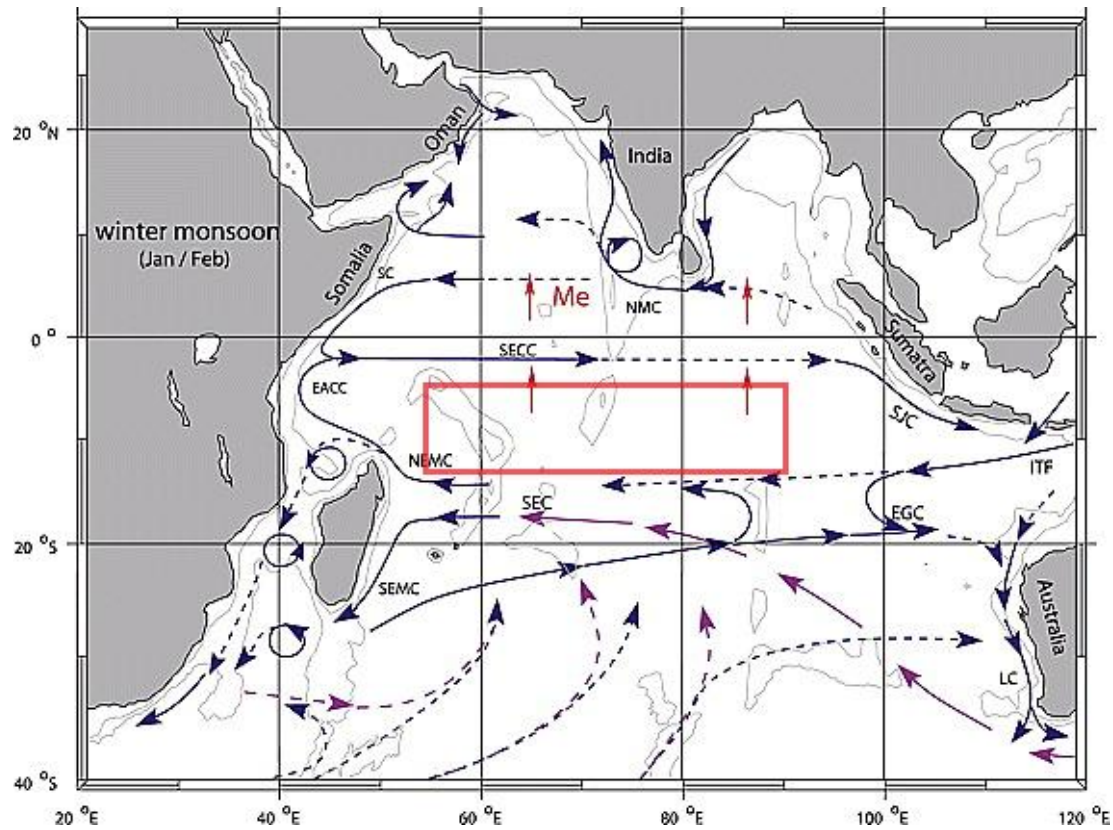 20 °N
0 °
20 °S
40 °S
20 °E
40 °E
60 °E
80 °E
100 °E
120 °E
winter monsoon
(Jan / Feb)
Oman
India
Somalia
SC
Me
NMC
Sumatra
SECC
EACC
SJC
NEMC
ITF
SEC
EGC
SEMC
Australia
LC